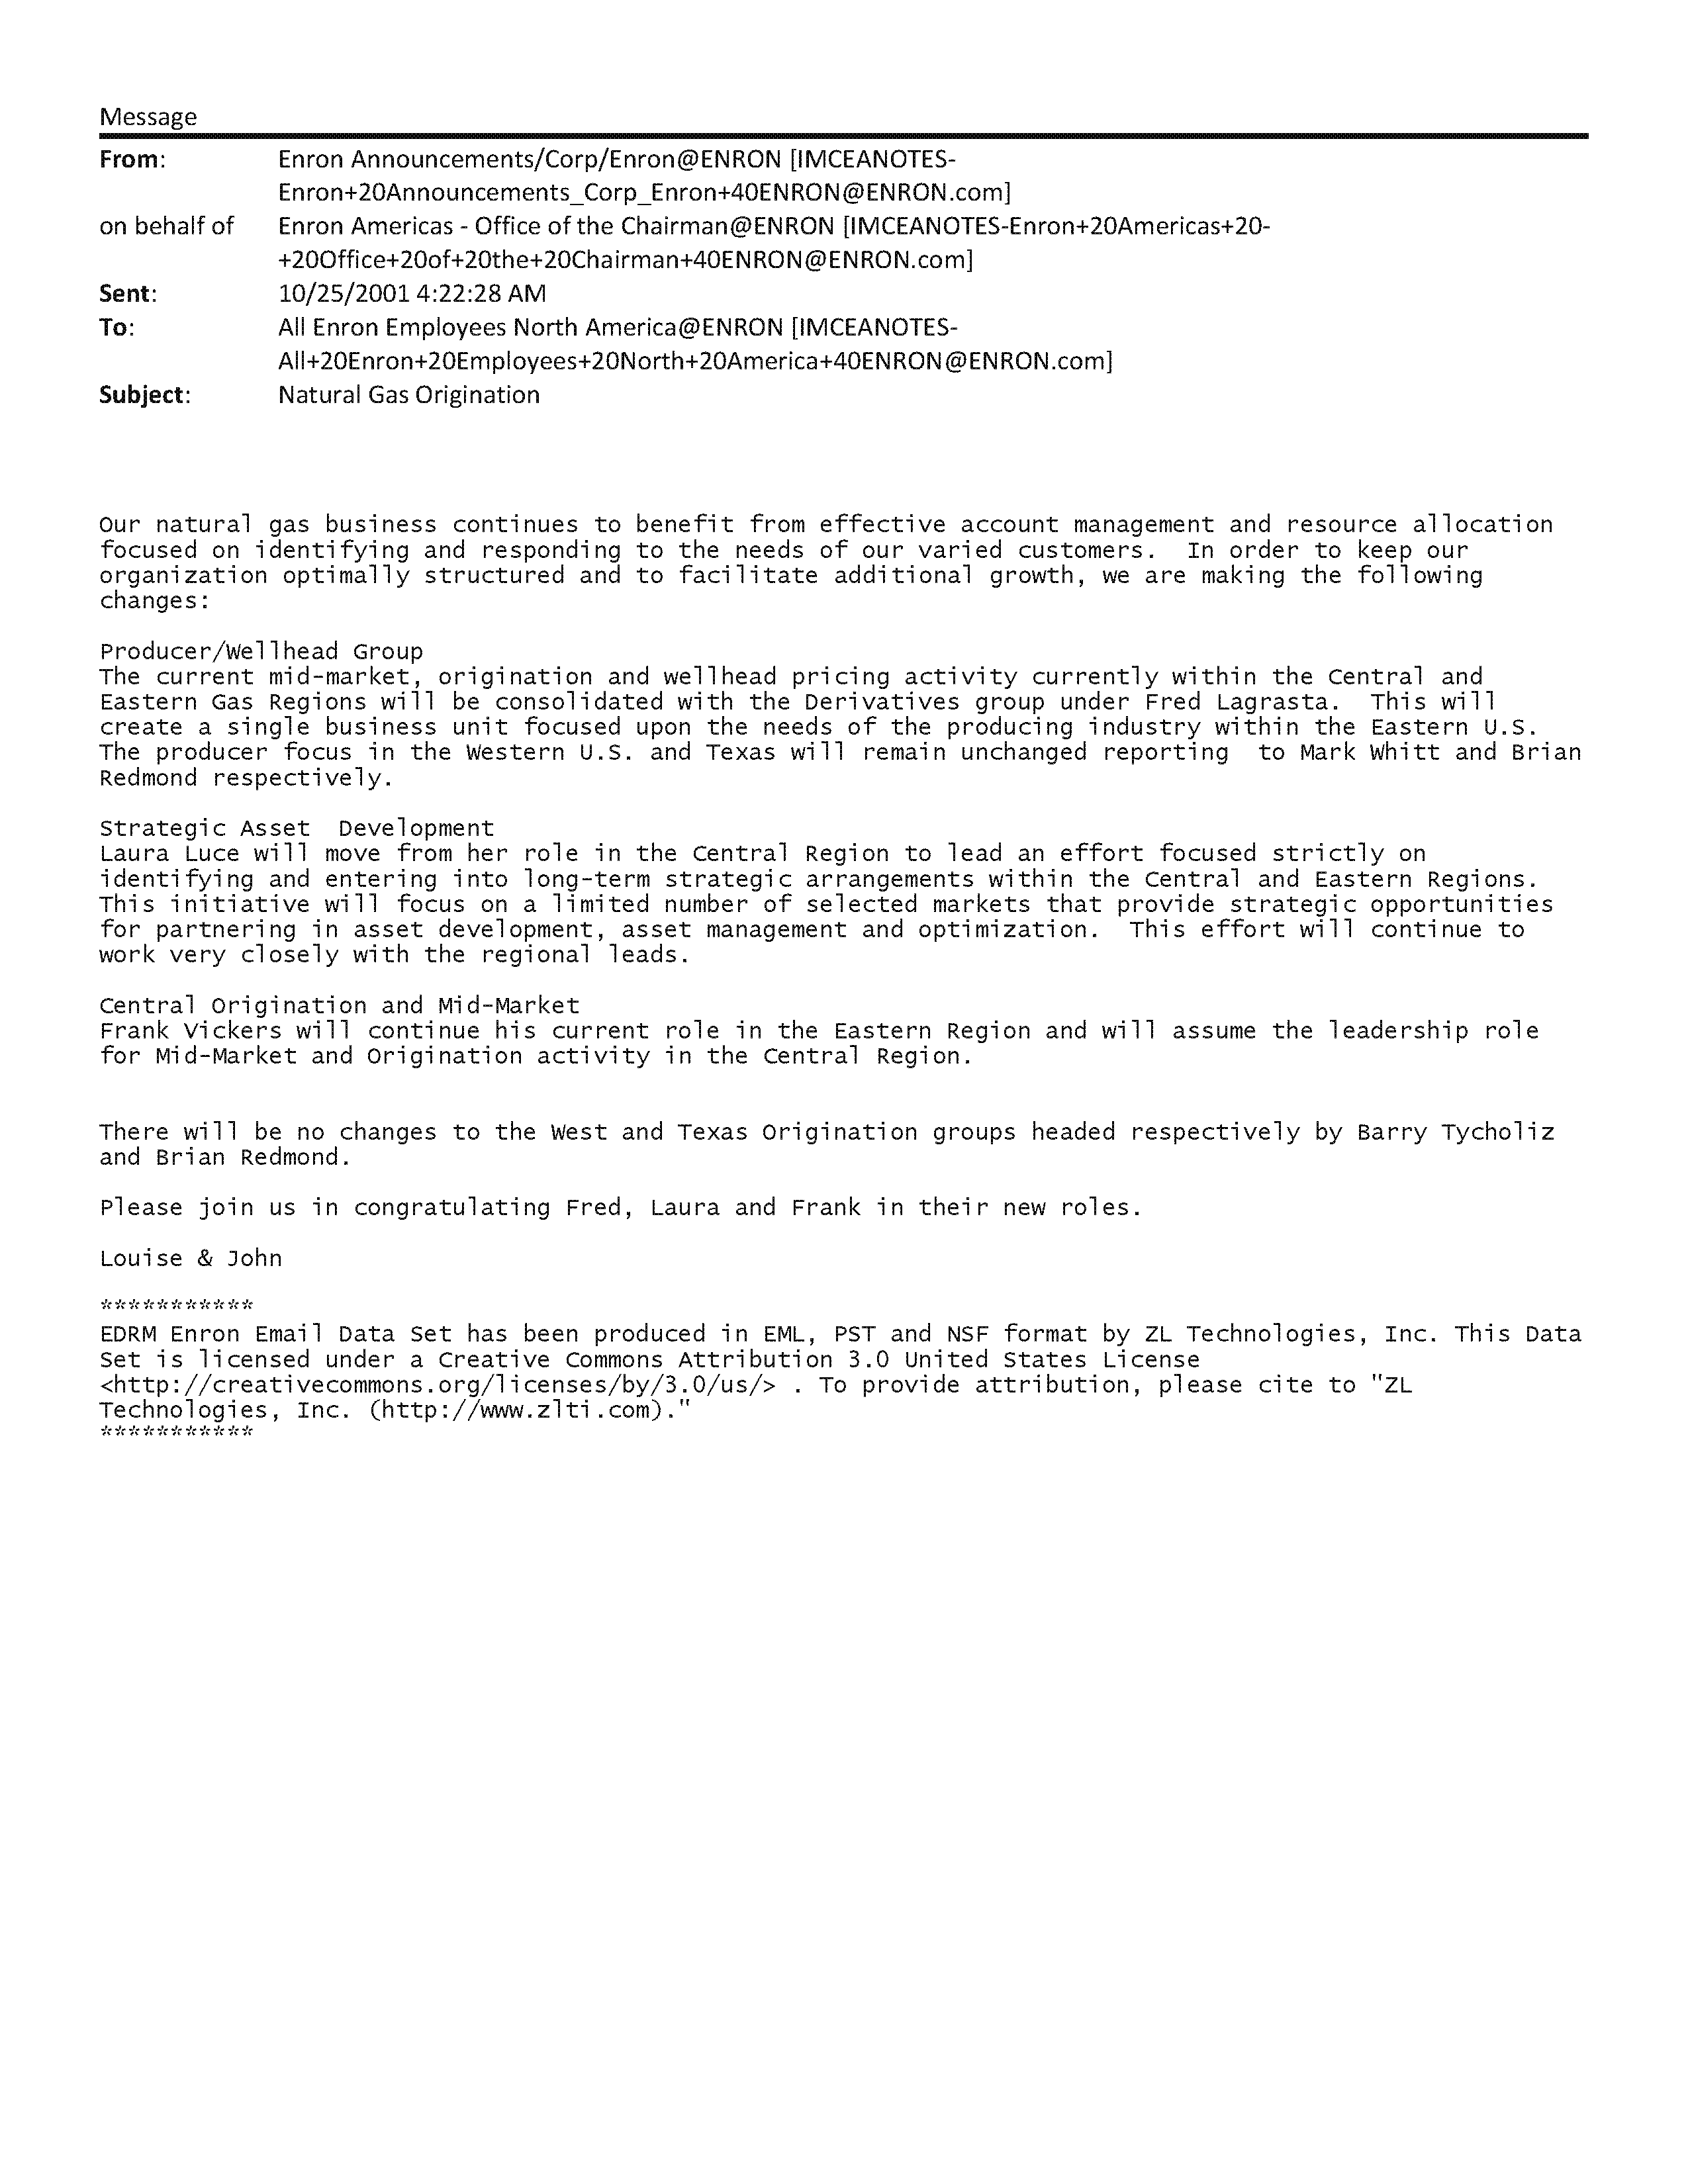 Message
From: Enron Announcements/Corp/Enron@ENRON [IMCEANOTES-
Enron+20Announcements_Corp_Enron+40ENRON@ENRON.com]
on behalf of Enron Americas - Office of the Chairman@ENRON [IMCEANOTES-Enron+20Americas+20-
+20Office+20of+20the+20Chairman+40ENRON@ENRON.com]
Sent: 10/25/2001 4:22:28 AM
To: All Enron Employees North America@ENRON [IMCEANOTES-
All+20Enron+20Employees+20North+20America+40ENRON@ENRON.com]
Subject: Natural Gas Origination
Our natural gas business continues to benefit from effective account management and resource allocation
focused on identifying and responding to the needs of our varied customers.  In order to keep our
organization optimally structured and to facilitate additional growth, we are making the following
changes:
Producer/Wellhead Group
The current mid-market, origination and wellhead pricing activity currently within the Central and
Eastern Gas Regions will be consolidated with the Derivatives group under Fred Lagrasta.  This will
create a single business unit focused upon the needs of the producing industry within the Eastern U.S.
The producer focus in the Western U.S. and Texas will remain unchanged reporting  to Mark Whitt and Brian
Redmond respectively.
Strategic Asset  Development
Laura Luce will move from her role in the Central Region to lead an effort focused strictly on
identifying and entering into long-term strategic arrangements within the Central and Eastern Regions.
This initiative will focus on a limited number of selected markets that provide strategic opportunities
for partnering in asset development, asset management and optimization.  This effort will continue to
work very closely with the regional leads.
Central Origination and Mid-Market
Frank Vickers will continue his current role in the Eastern Region and will assume the leadership role
for Mid-Market and Origination activity in the Central Region.
There will be no changes to the West and Texas Origination groups headed respectively by Barry Tycholiz
and Brian Redmond.
Please join us in congratulating Fred, Laura and Frank in their new roles.
Louise & John
***********
EDRM Enron Email Data Set has been produced in EML, PST and NSF format by ZL Technologies, Inc. This Data
Set is licensed under a Creative Commons Attribution 3.0 United States License
<http://creativecommons.org/licenses/by/3.0/us/> . To provide attribution, please cite to "ZL
Technologies, Inc. (http://www.zlti.com)."
***********